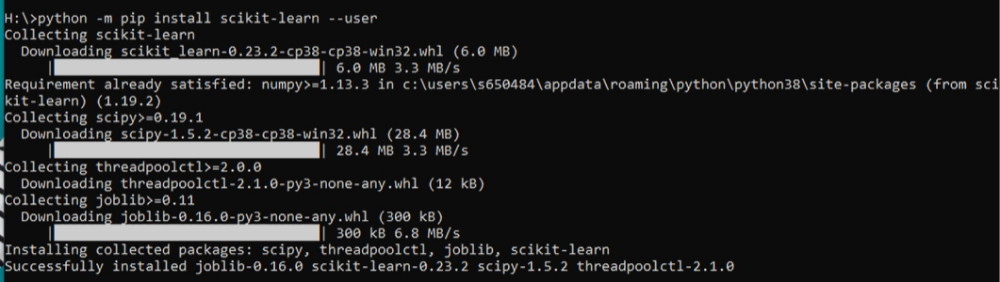 H:\>python -m pip install scikit-learn --user
Collecting scikit-learn
  Downloading scikit_learn-0.23.2-cp38-cp38-win32.whl (6.0 MB)
     |                                | 6.0 MB 3.3 MB/s
Requirement already satisfied: numpy>=1.13.3 in c:\users\s650484\appdata\roaming\python\python38\site-packages (from sci
kit-learn) (1.19.2)
Collecting scipy>=0.19.1
  Downloading scipy-1.5.2-cp38-cp38-win32.whl (28.4 MB)
     |                                | 28.4 MB 3.3 MB/s
Collecting threadpoolctl>=2.0.0
  Downloading threadpoolctl-2.1.0-py3-none-any.whl (12 kB)
Collecting joblib>=0.11
  Downloading joblib-0.16.0-py3-none-any.whl (300 kB)
     |                                | 300 kB 6.8 MB/s
Installing collected packages: scipy, threadpoolctl, joblib, scikit-learn
Successfully installed joblib-0.16.0 scikit-learn-0.23.2 scipy-1.5.2 threadpoolctl-2.1.0